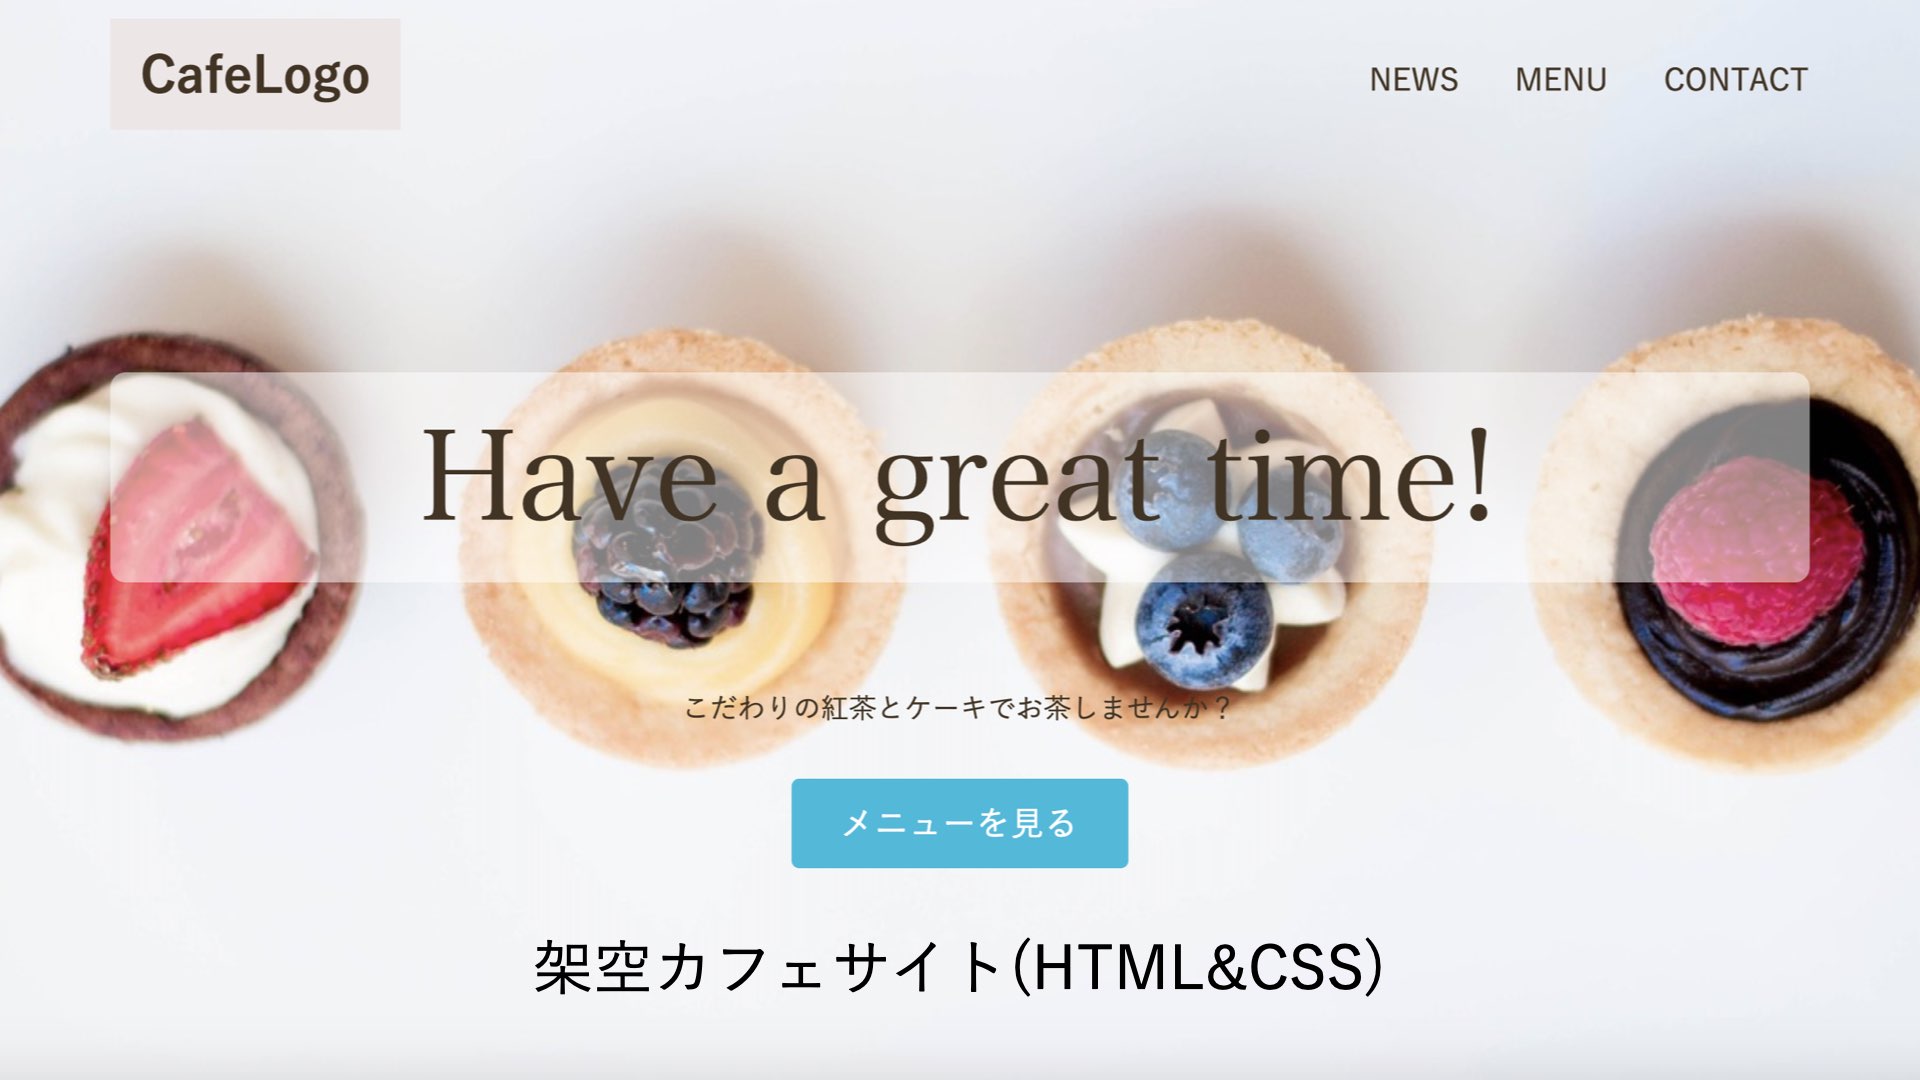 CafeLogo
NEWS MENU CONTACT
Have a great time!
こだわりの紅茶とケーキでお茶しませんか？
メニューを見る
架空カフェサイト(HTML&CSS)